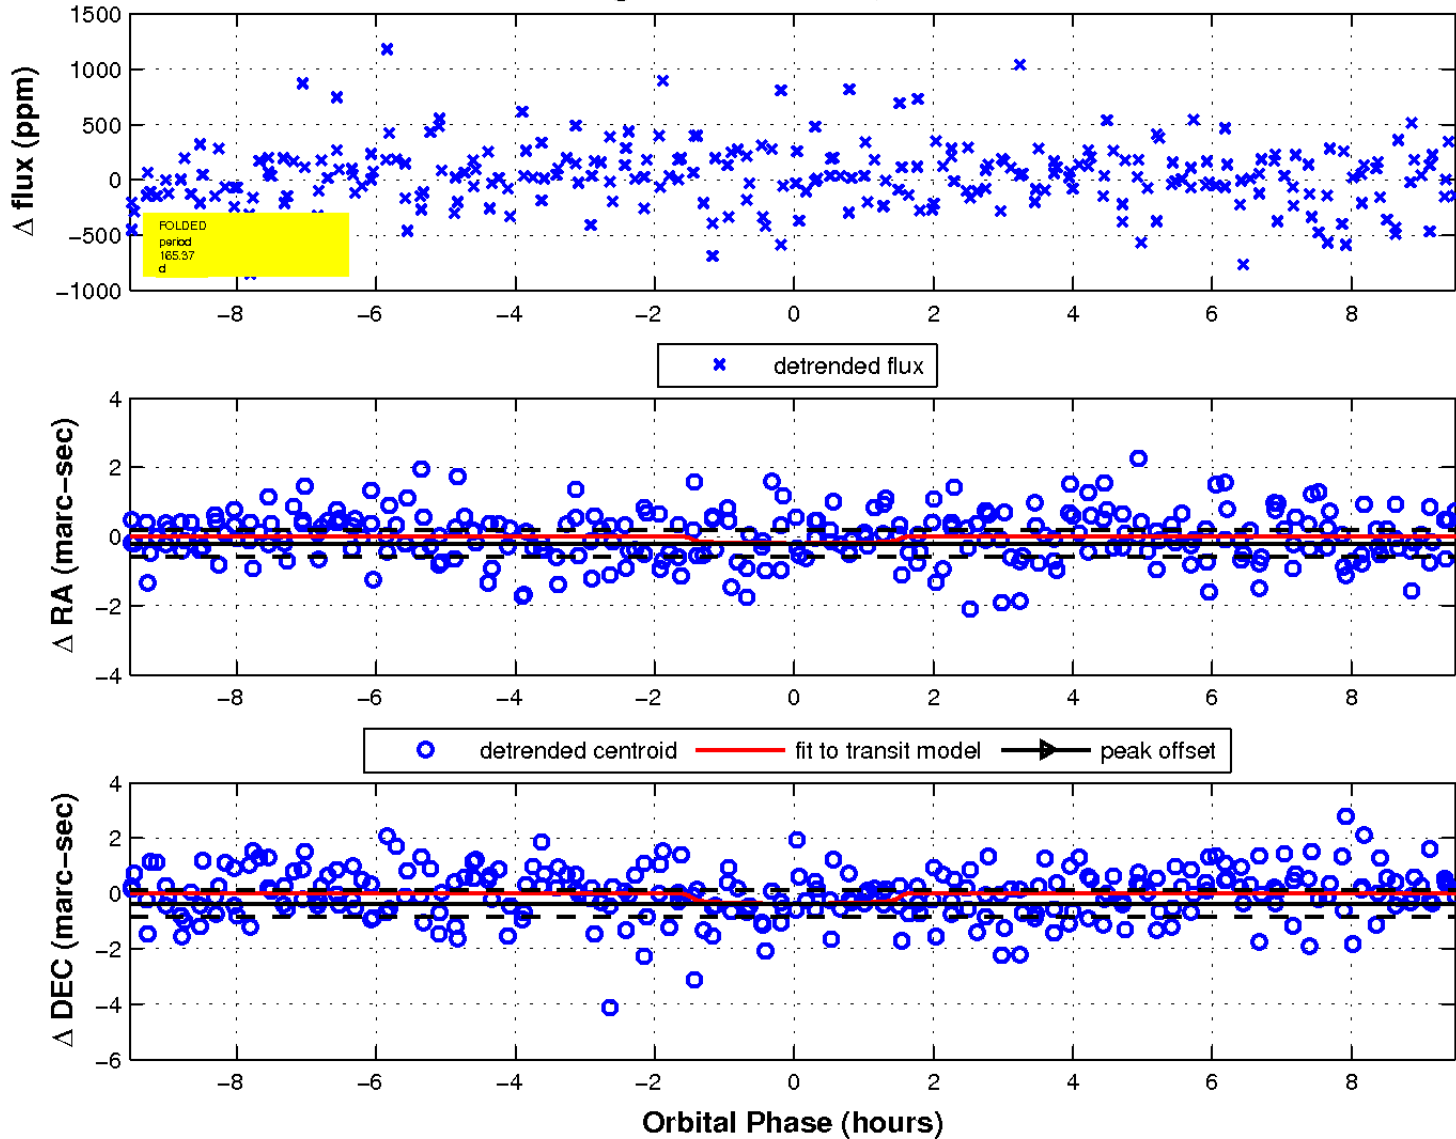 1500
1000
500
0
−500
−1000
Δ flux (ppm)
FOLDED
period
165.37
d
−8 −6 −4 −2 0 2 4 6 8
detrended flux
4
2
0
−2
−4
Δ RA (marc−sec)
−8 −6 −4 −2 0 2 4 6 8
detrended centroid fit to transit model peak offset
4
2
0
−2
−4
−6
Δ DEC (marc−sec)
−8 −6 −4 −2 0 2 4 6 8
Orbital Phase (hours)